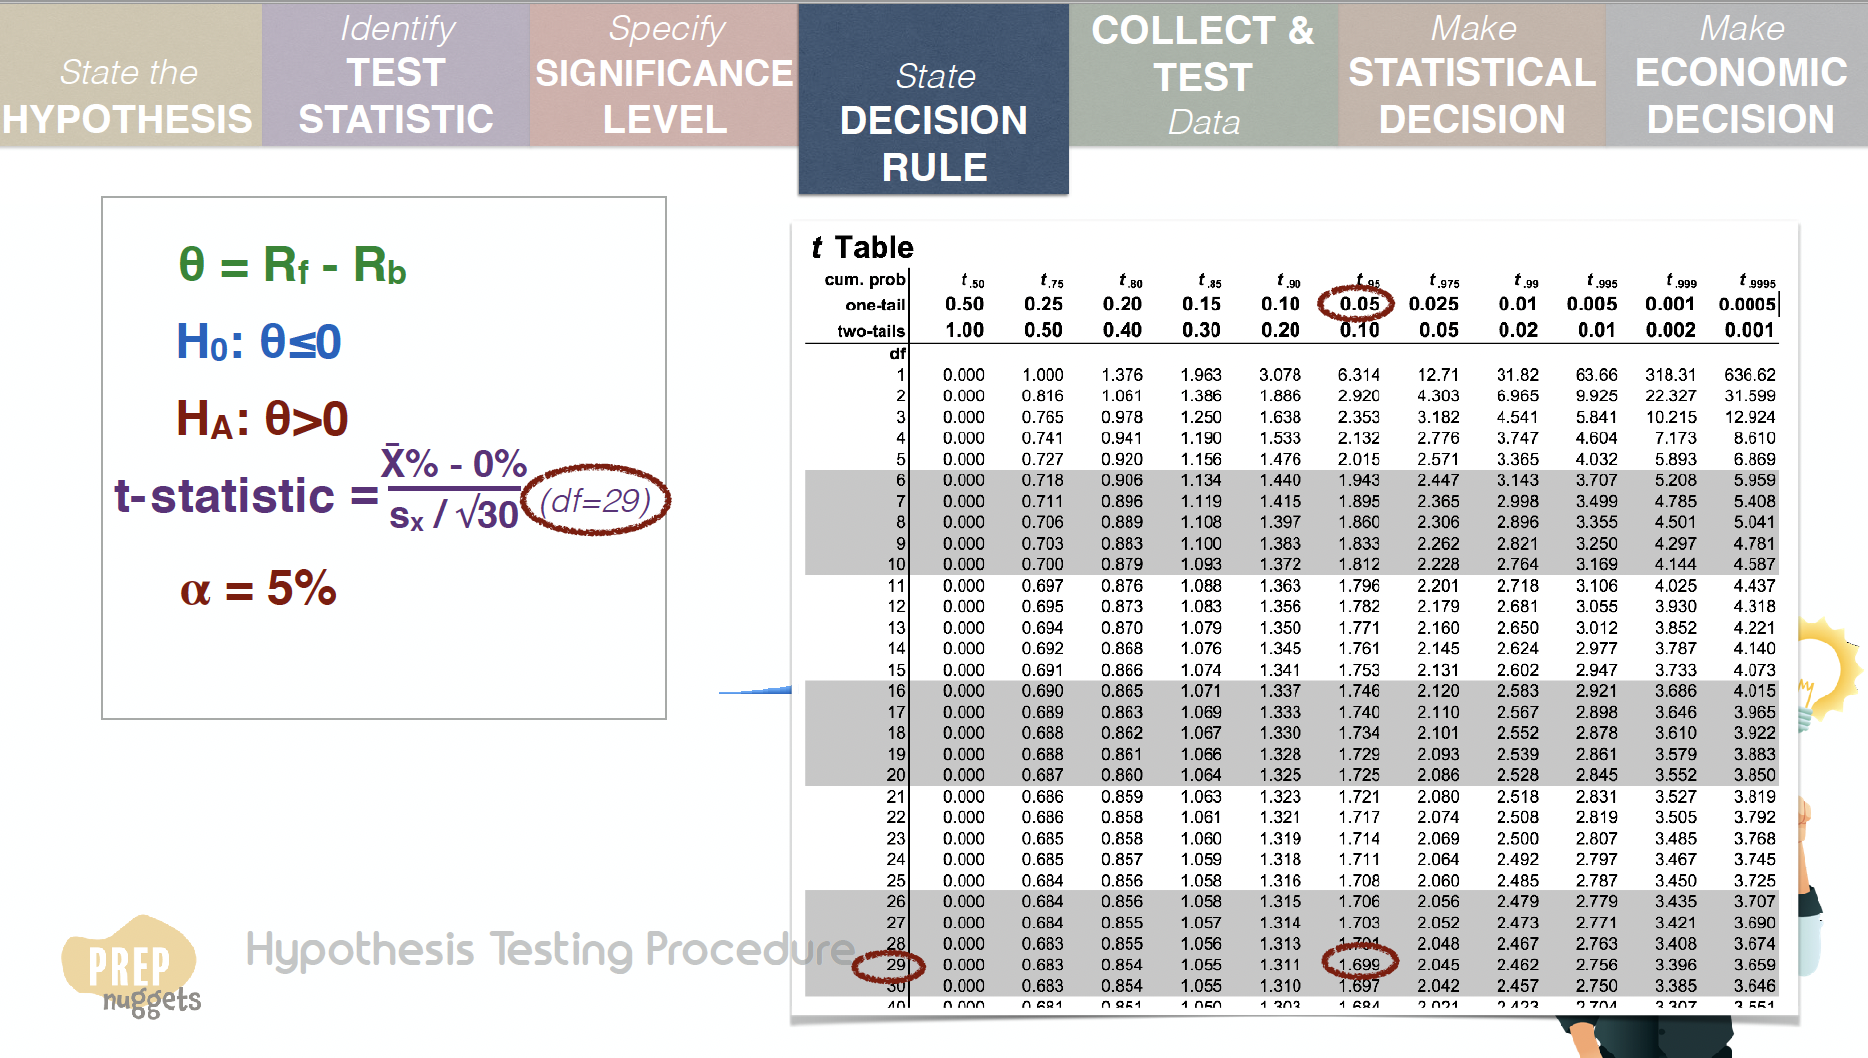 State the
HYPOTHESIS
Identify
TEST
STATISTIC
Specify
SIGNIFICANCE
LEVEL
State
DECISION
RULE
COLLECT &
TEST
Data
Make
STATISTICAL
DECISION
Make
ECONOMIC
DECISION
θ = Rf - Rb
H0: θ≤0
HA: θ>0
t-statistic = X̄% - 0% / sx / √30 (df=29)
α = 5%
t Table
cum. prob t.50 t.75 t.80 t.85 t.90 t.95 t.975 t.99 t.995 t.999 t.9995
one-tail 0.50 0.25 0.20 0.15 0.10 0.05 0.025 0.01 0.005 0.001 0.0005
two-tails 1.00 0.50 0.40 0.30 0.20 0.10 0.05 0.02 0.01 0.002 0.001
df
1 0.000 1.000 1.376 1.963 3.078 6.314 12.71 31.82 63.66 318.31 636.62
2 0.000 0.816 1.061 1.386 1.886 2.920 4.303 6.965 9.925 22.327 31.599
3 0.000 0.765 0.978 1.250 1.638 2.353 3.182 4.541 5.841 10.215 12.924
4 0.000 0.741 0.941 1.190 1.533 2.132 2.776 3.747 4.604 7.173 8.610
5 0.000 0.727 0.920 1.156 1.476 2.015 2.571 3.365 4.032 5.893 6.869
6 0.000 0.718 0.906 1.134 1.440 1.943 2.447 3.143 3.707 5.208 5.959
7 0.000 0.711 0.896 1.119 1.415 1.895 2.365 2.998 3.499 4.785 5.408
8 0.000 0.706 0.889 1.108 1.397 1.860 2.306 2.896 3.355 4.501 5.041
9 0.000 0.703 0.883 1.100 1.383 1.833 2.262 2.821 3.250 4.297 4.781
10 0.000 0.700 0.879 1.093 1.372 1.812 2.228 2.764 3.169 4.144 4.587
11 0.000 0.697 0.876 1.088 1.363 1.796 2.201 2.718 3.106 4.025 4.437
12 0.000 0.695 0.873 1.083 1.356 1.782 2.179 2.681 3.055 3.930 4.318
13 0.000 0.694 0.870 1.079 1.350 1.771 2.160 2.650 3.012 3.852 4.221
14 0.000 0.692 0.868 1.076 1.345 1.761 2.145 2.624 2.977 3.787 4.140
15 0.000 0.691 0.866 1.074 1.341 1.753 2.131 2.602 2.947 3.733 4.073
16 0.000 0.690 0.865 1.071 1.337 1.746 2.120 2.583 2.921 3.686 4.015
17 0.000 0.689 0.863 1.069 1.333 1.740 2.110 2.567 2.898 3.646 3.965
18 0.000 0.688 0.862 1.067 1.330 1.734 2.101 2.552 2.878 3.610 3.922
19 0.000 0.688 0.861 1.066 1.328 1.729 2.093 2.539 2.861 3.579 3.883
20 0.000 0.687 0.860 1.064 1.325 1.725 2.086 2.528 2.845 3.552 3.850
21 0.000 0.686 0.859 1.063 1.323 1.721 2.080 2.518 2.831 3.527 3.819
22 0.000 0.686 0.858 1.061 1.321 1.717 2.074 2.508 2.819 3.505 3.792
23 0.000 0.685 0.858 1.060 1.319 1.714 2.069 2.500 2.807 3.485 3.768
24 0.000 0.685 0.857 1.059 1.318 1.711 2.064 2.492 2.797 3.467 3.745
25 0.000 0.684 0.856 1.058 1.316 1.708 2.060 2.485 2.787 3.450 3.725
26 0.000 0.684 0.856 1.058 1.315 1.706 2.056 2.479 2.779 3.435 3.707
27 0.000 0.684 0.855 1.057 1.314 1.703 2.052 2.473 2.771 3.421 3.690
28 0.000 0.683 0.855 1.056 1.313 1.701 2.048 2.467 2.763 3.408 3.674
29 0.000 0.683 0.854 1.055 1.311 1.699 2.045 2.462 2.756 3.396 3.659
30 0.000 0.683 0.854 1.055 1.310 1.697 2.042 2.457 2.750 3.385 3.646
40 0.000 0.681 0.851 1.050 1.303 1.684 2.021 2.423 2.704 3.307 3.551
PREP
nuggets
Hypothesis Testing Procedure